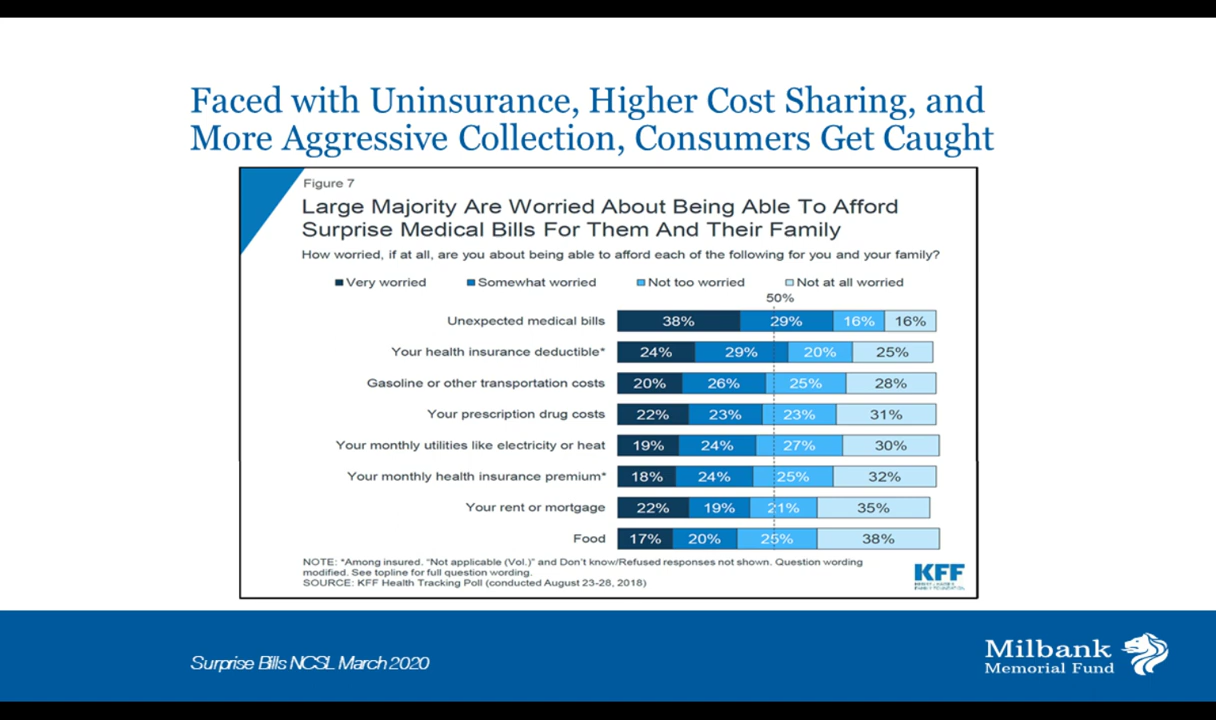 Faced with Uninsurance, Higher Cost Sharing, and
More Aggressive Collection, Consumers Get Caught
Figure 7
Large Majority Are Worried About Being Able To Afford
Surprise Medical Bills For Them And Their Family
How worried, if at all, are you about being able to afford each of the following for you and your family?
Very worried Somewhat worried Not too worried Not at all worried
50%
Unexpected medical bills 38% 29% 16% 16%
Your health insurance deductible* 24% 29% 20% 25%
Gasoline or other transportation costs 20% 26% 25% 28%
Your prescription drug costs 22% 23% 23% 31%
Your monthly utilities like electricity or heat 19% 24% 27% 30%
Your monthly health insurance premium* 18% 24% 25% 32%
Your rent or mortgage 22% 19% 21% 35%
Food 17% 20% 25% 38%
NOTE: *Among insured. "Not applicable (Vol.)" and Don't know/Refused responses not shown. Question wording
modified. See topline for full question wording.
SOURCE: KFF Health Tracking Poll (conducted August 23-28, 2018)
KFF
Surprise Bills NCSL March 2020
Milbank
Memorial Fund